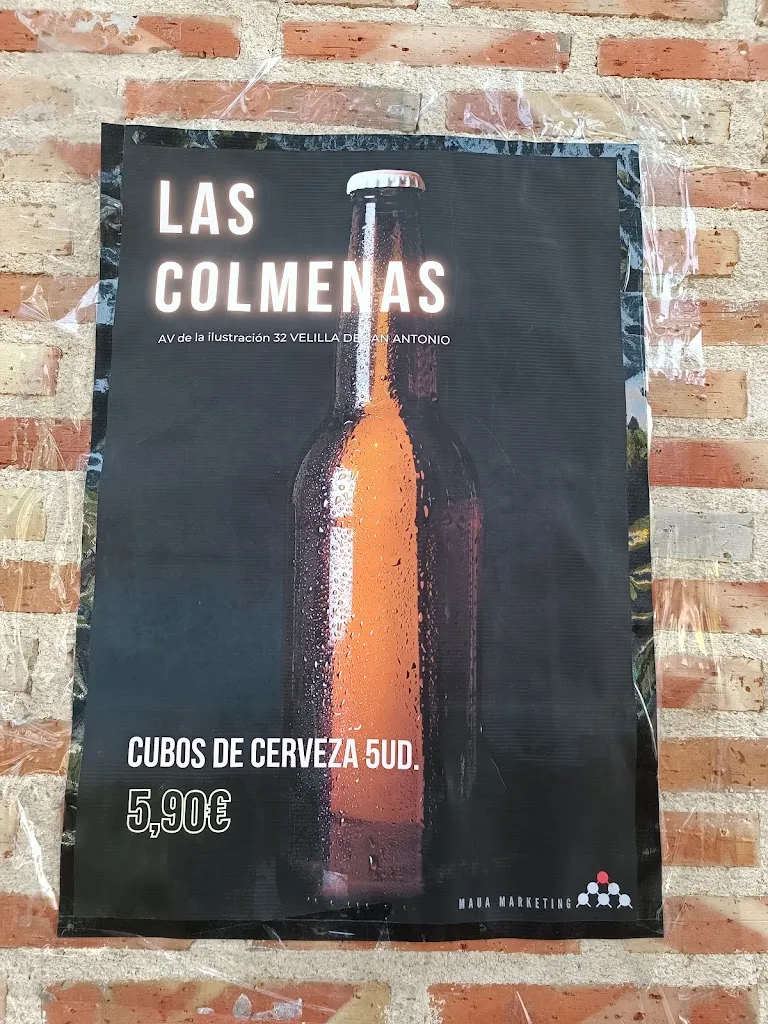 LAS
COLMENAS
AV de la ilustración 32 VELILLA DE SAN ANTONIO
CUBOS DE CERVEZA 5UD.
5,90€
MAUA MARKETING